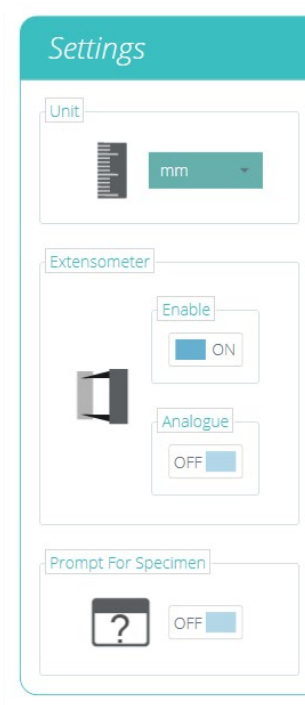 Settings
Unit
mm
Extensometer
Enable
ON
Analogue
OFF
Prompt For Specimen
?
OFF